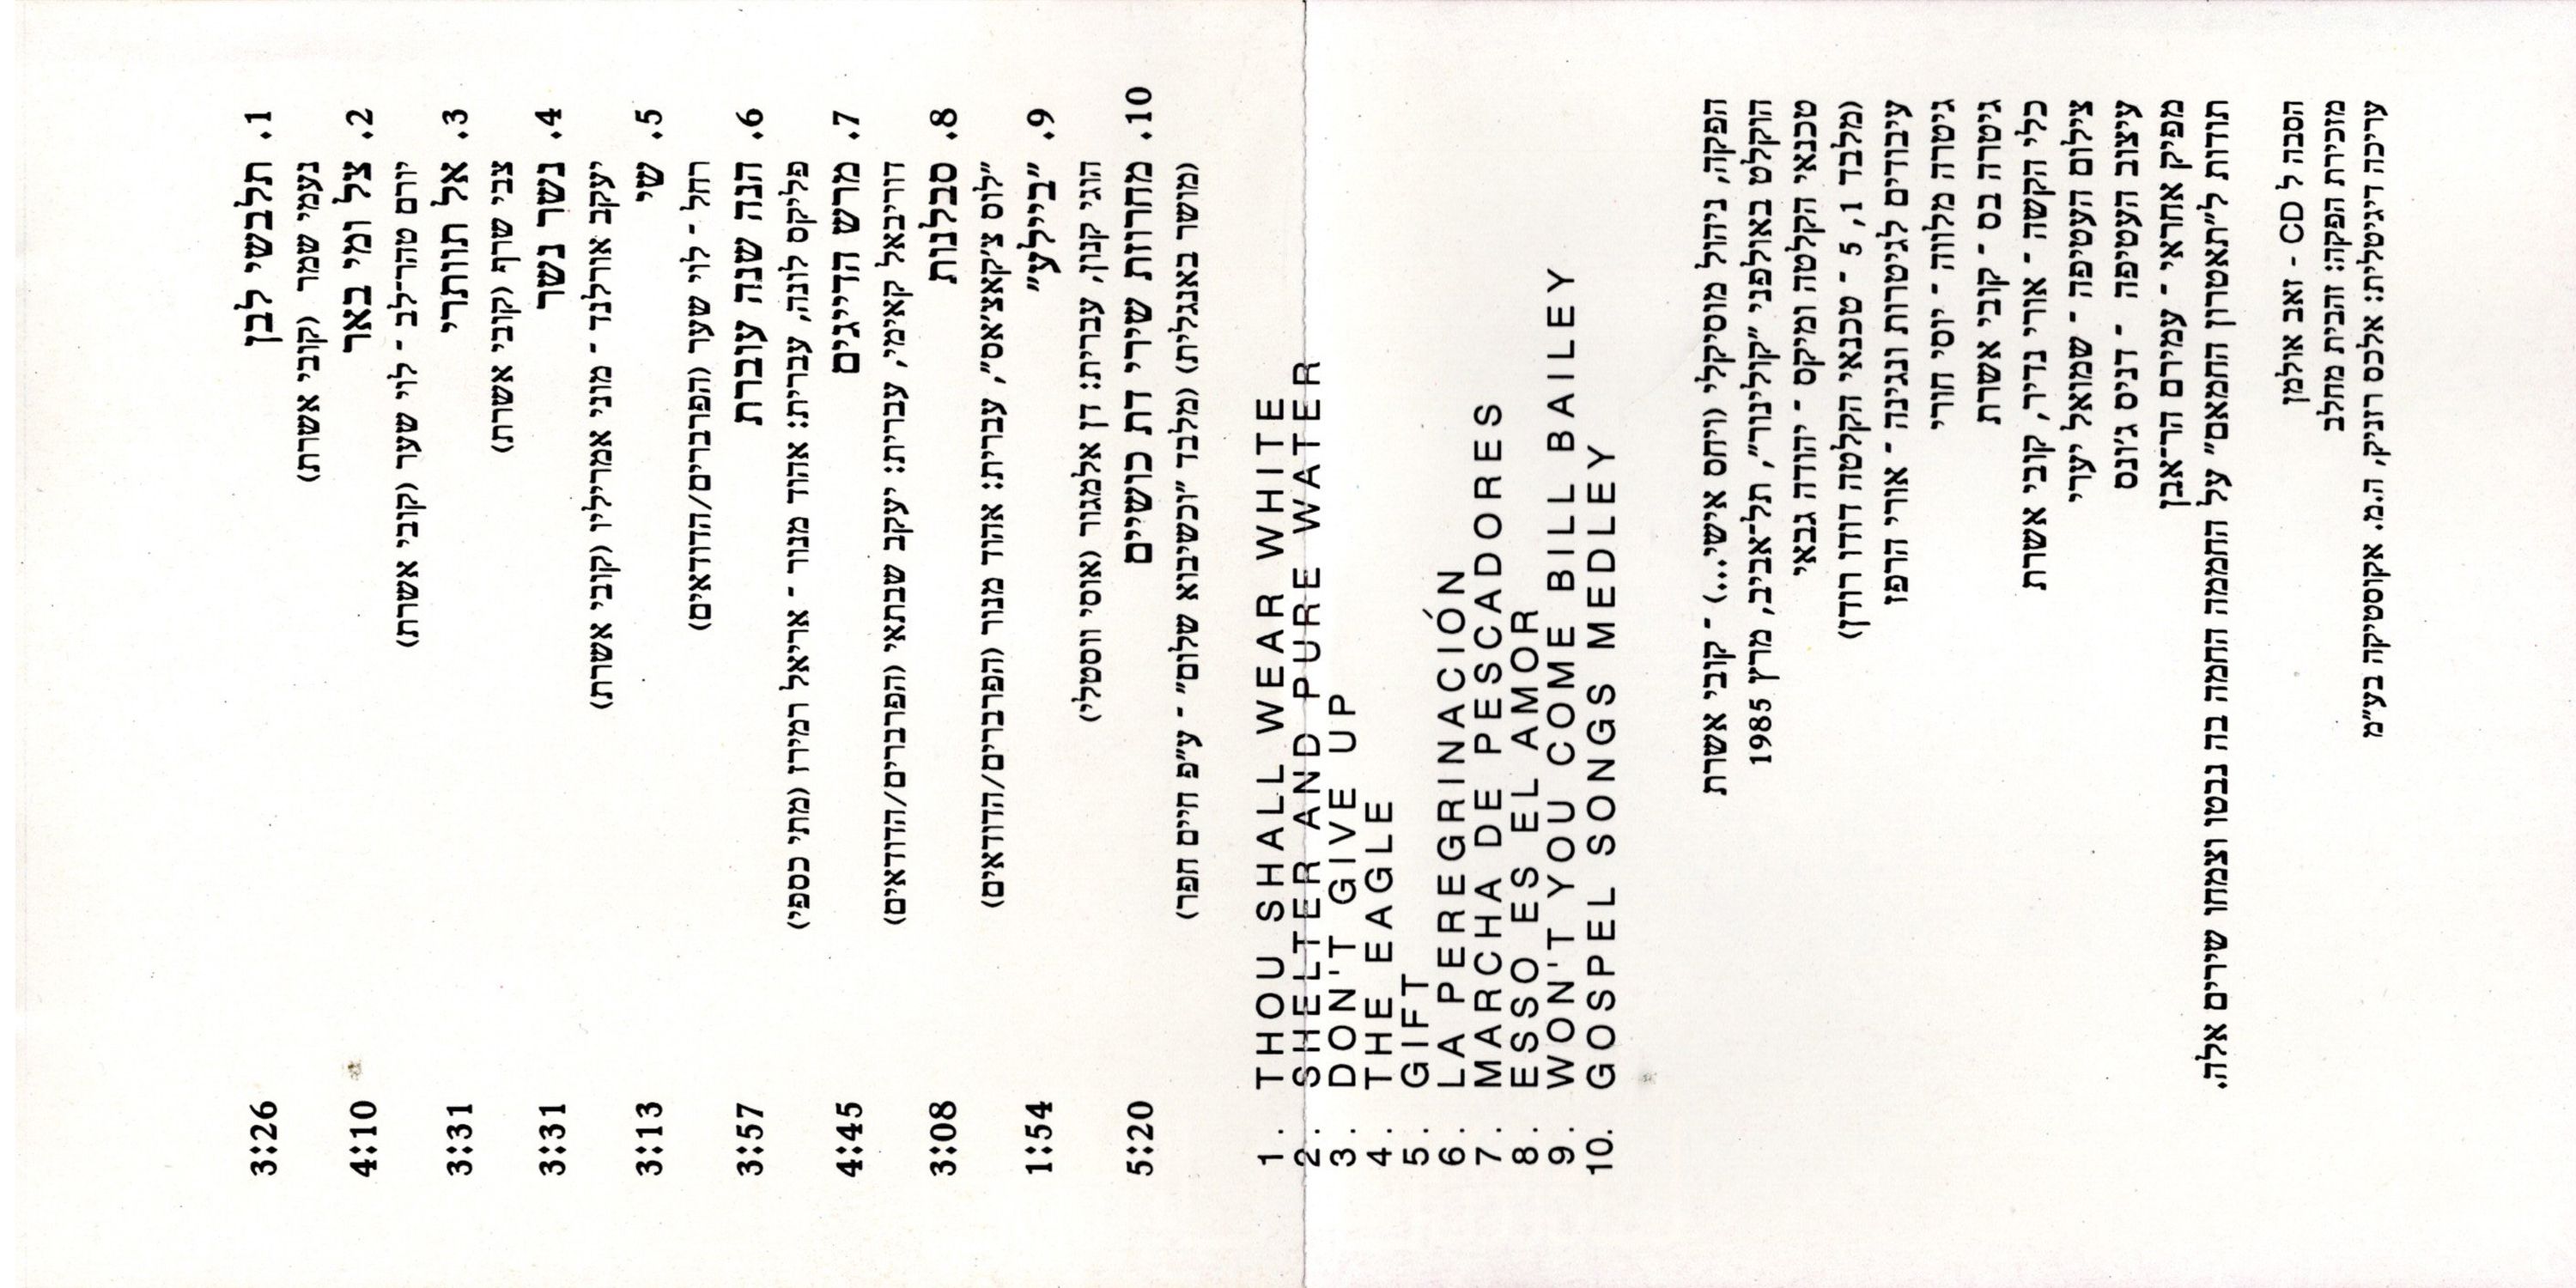 1. תלבשי לבן 3:26
נעמי שמר (קובי אשרת)
2. צל ומי באר 4:10
יורם טהר-לב - לוי שער (קובי אשרת)
3. אל תוותרי 3:31
צבי שרף (קובי אשרת)
4. נשר נשר 3:31
יעקב אורלנד - מוני אמריליו (קובי אשרת)
5. שי 3:13
רחל - לוי שער (הפרברים/הדודאים)
6. הנה שנה עוברת 3:57
פליקס לונה, עברית: אהוד מנור - אריאל רמירז (מתי כספי)
7. מרש הדייגים 4:45
דוריבאל קאימי, עברית: יעקב שבתאי (הפרברים/הדודאים)
8. סבלנות 3:08
"לוס צ'יקאצ'אס", עברית: אהוד מנור (הפרברים/הדודאים)
9. "ביילע" 1:54
הוגי קנון, עברית: דן אלמגור (אוסי ווסטלי)
10. מחרוזת שירי דת כושיים 5:20
(מושר באנגלית) (מלבד "וכשיבוא שלום" - ע"פ חיים חפר)
1. THOU SHALL WEAR WHITE
2. SHELTER AND PURE WATER
3. DON'T GIVE UP
4. THE EAGLE
5. GIFT
6. LA PEREGRINACIÓN
7. MARCHA DE PESCADORES
8. ESSO ES EL AMOR
9. WON'T YOU COME BILL BAILEY
10. GOSPEL SONGS MEDLEY
הפקה, ניהול מוסיקלי (ויחס אישי...) - קובי אשרת
הוקלט באולפני "קולינור", תל-אביב, מרץ 1985
טכנאי הקלטה ומיקס - יהודה גבאי
(מלבד 1, 5 - טכנאי הקלטה דודו רודין)
עיבודים לגיטרות ונגינה - אורי הרפז
גיטרה מלווה - יוסי חורי
גיטרה בס - קובי אשרת
כלי הקשה - אורי נדיר, קובי אשרת
צילום העטיפה - שמואל יערי
עיצוב העטיפה - דניס ג'ונס
מפיק אחראי - עמירם הר-אבן
תודות ל"תאטרון החמאם" על החממה החמה בה נבטו וצמחו שירים אלה.
הסבה ל CD - זאב אולמן
מזכירת הפקה: זהבית מחלב
עריכה דיגיטלית: אלכס רזניק, ה.מ. אקוסטיקה בע"מ